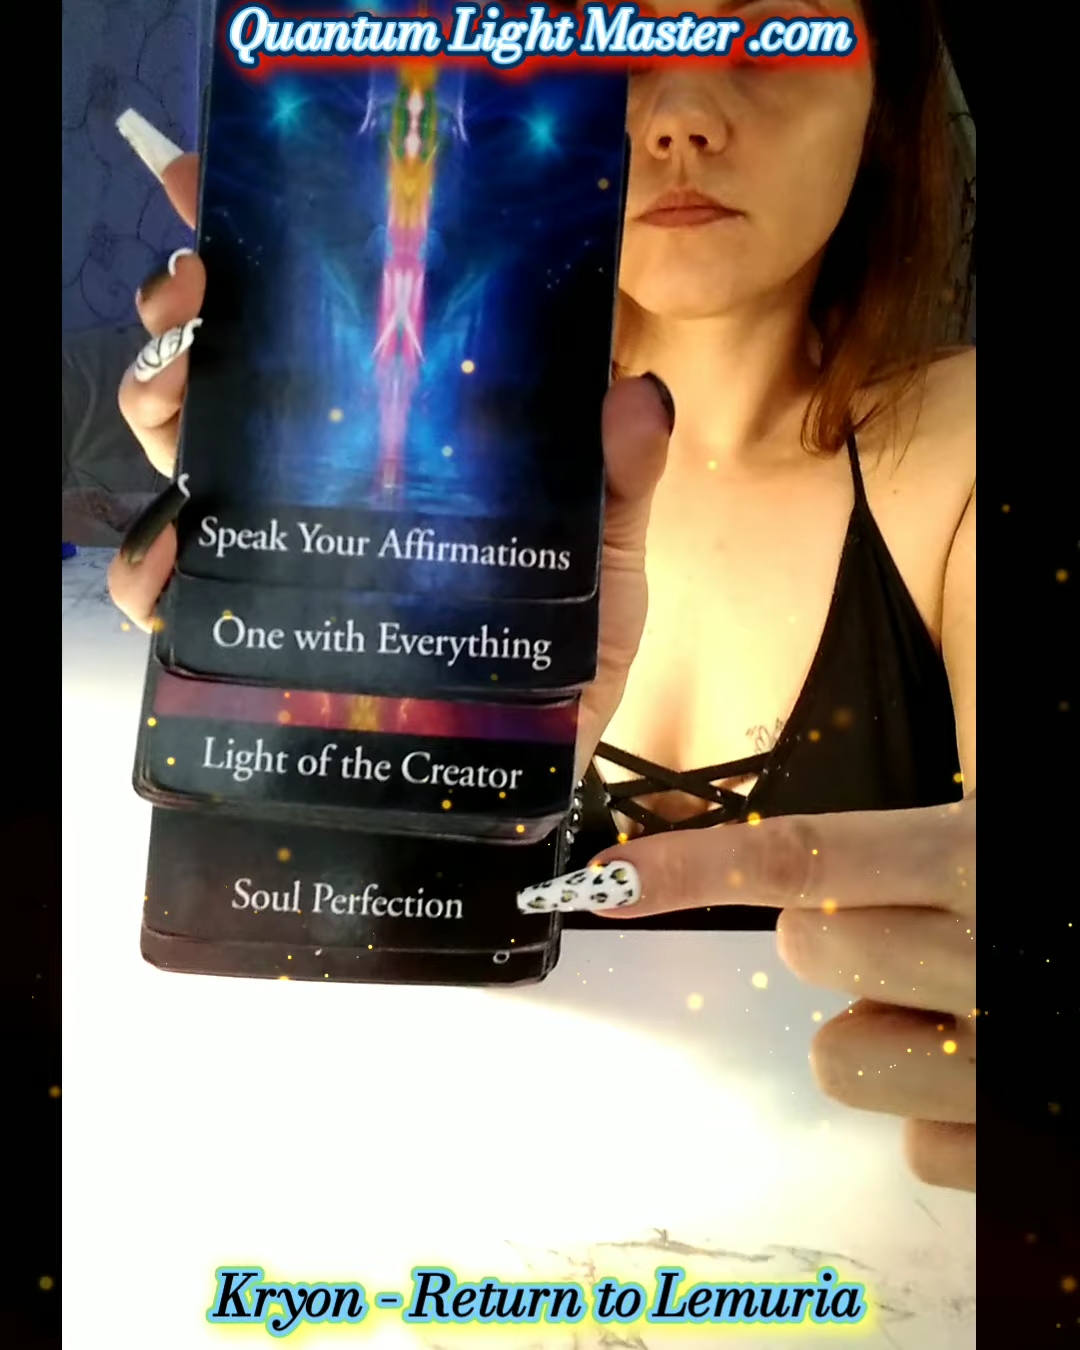 Quantum Light Master .com
Speak Your Affirmations
One with Everything
Light of the Creator
Soul Perfection
Kryon - Return to Lemuria